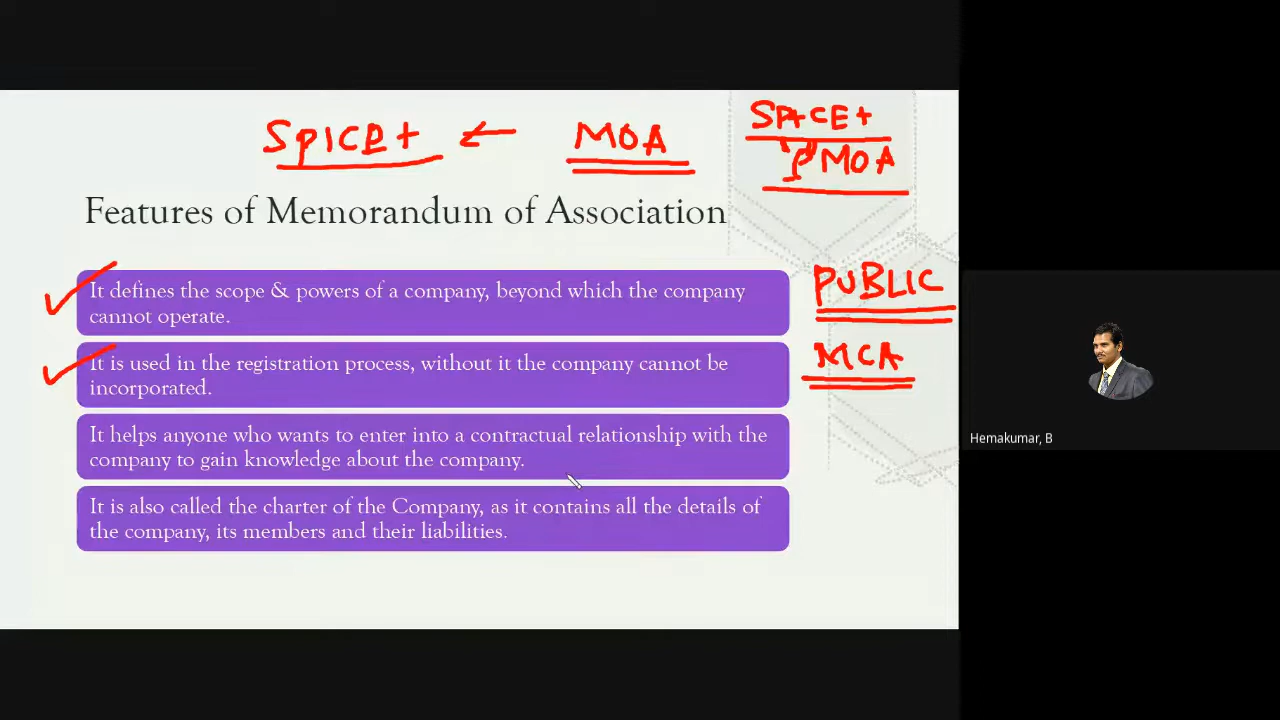 SPICE+ ← MOA
SPICE+
MOA
Features of Memorandum of Association
It defines the scope & powers of a company, beyond which the company
cannot operate.
PUBLIC
It is used in the registration process, without it the company cannot be
incorporated.
MCA
It helps anyone who wants to enter into a contractual relationship with the
company to gain knowledge about the company.
Hemakumar, B
It is also called the charter of the Company, as it contains all the details of
the company, its members and their liabilities.